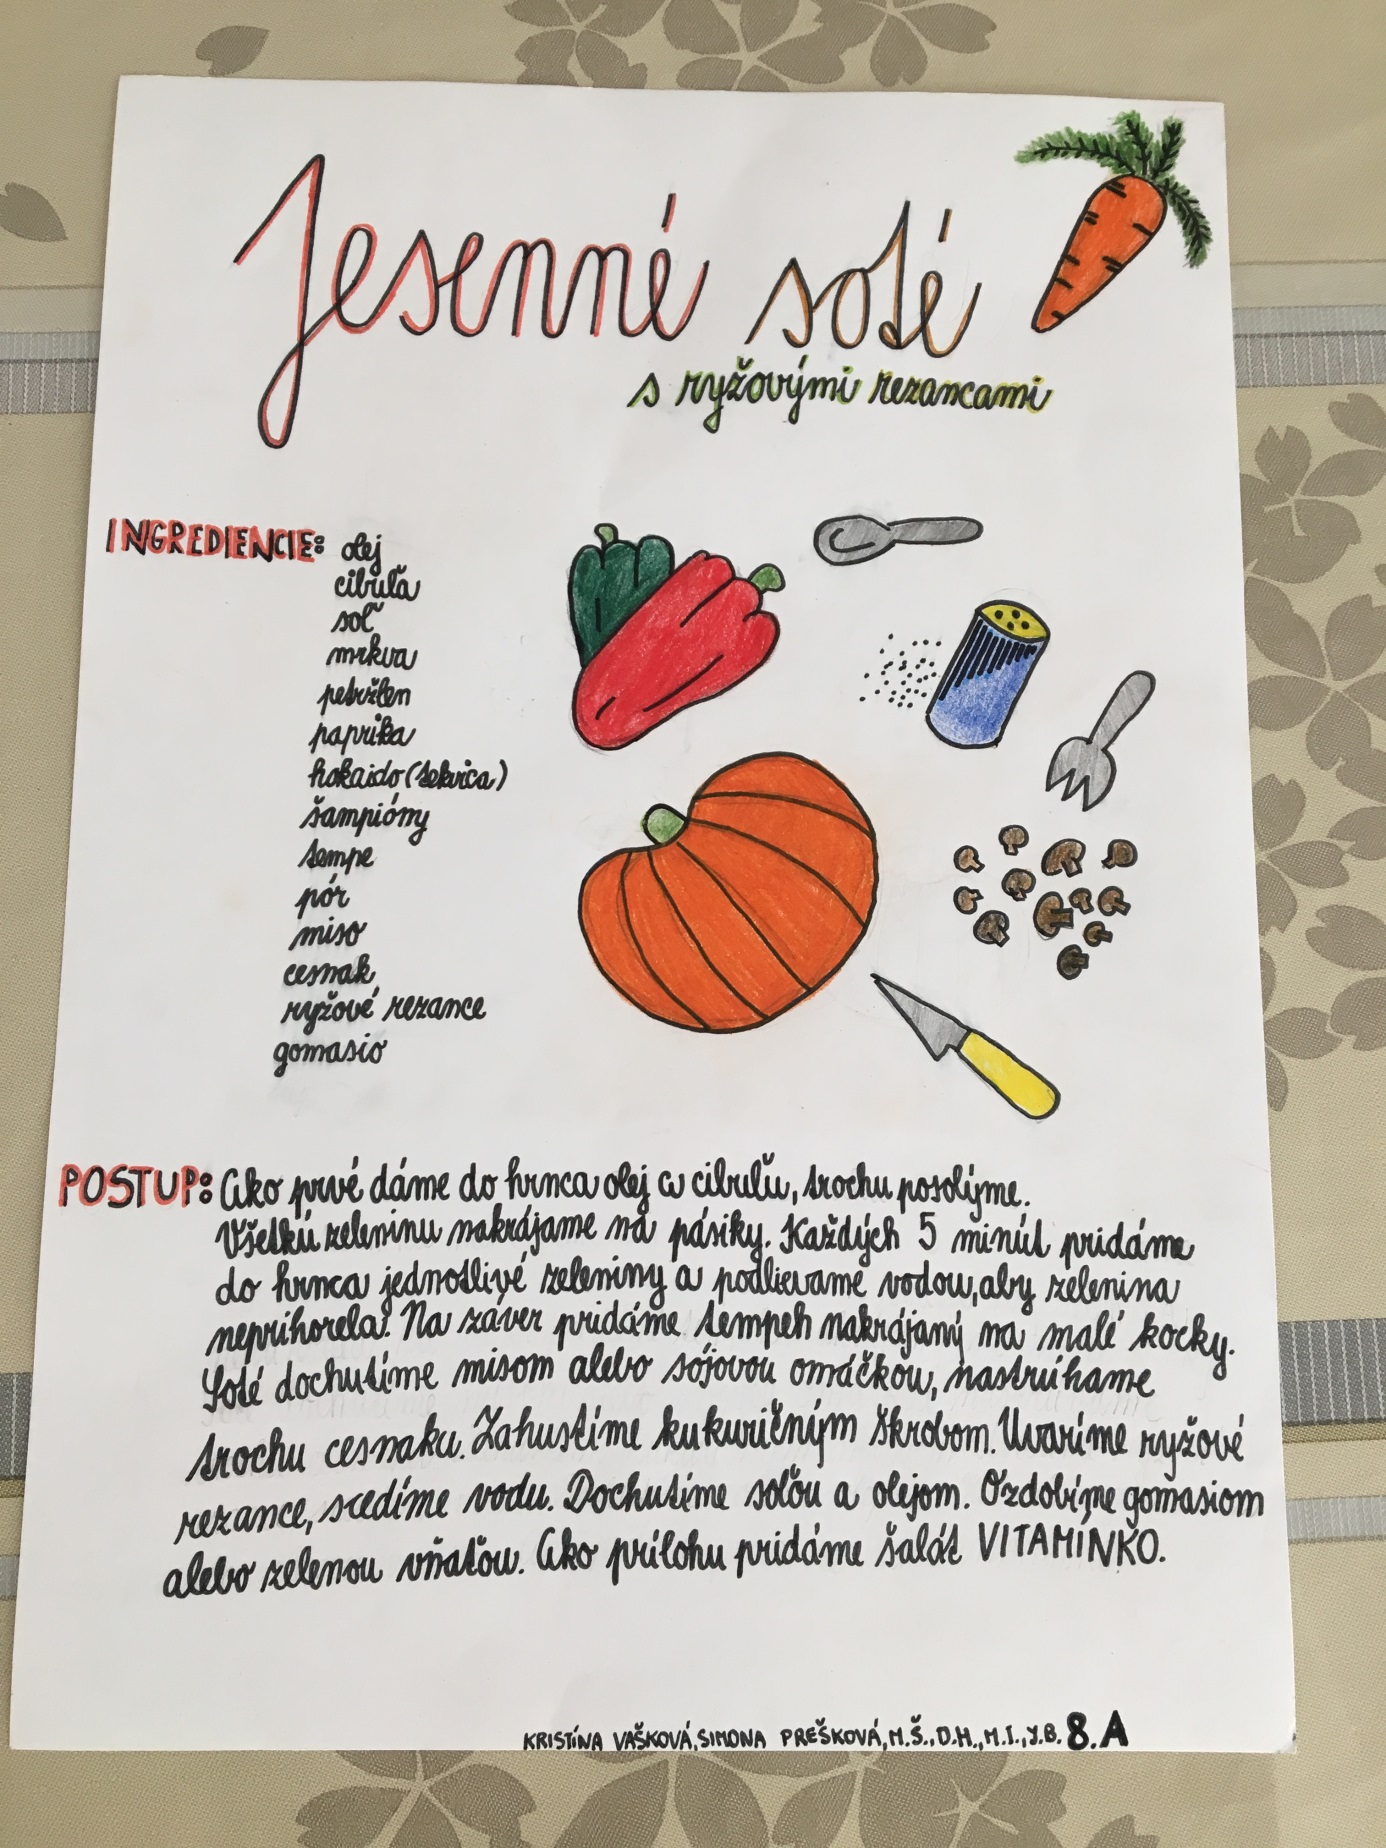 Jesenné soté
s ryžovými rezancami
INGREDIENCIE: olej
cibuľa
soľ
mrkva
petržlen
paprika
hokaido (tekvica)
šampióny
tempe
pór
miso
cesnak
ryžové rezance
gomasio
POSTUP: Ako prvé dáme do hrnca olej a cibuľu, trochu posolíme.
Všetkú zeleninu nakrájame na pásiky. Každých 5 minút pridáme
do hrnca jednotlivé zeleniny a podlievame vodou, aby zelenina
neprihorela. Na záver pridáme tempeh nakrájaný na malé kocky.
Soté dochutíme misom alebo sójovou omáčkou, nastrúhame
trochu cesnaku. Zahustíme kukuričným škrobom. Uvaríme ryžové
rezance, scedíme vodu. Dochutíme soľou a olejom. Ozdobíme gomasiom
alebo zelenou vňaťou. Ako prílohu pridáme šalát VITAMÍNKO.
KRISTÍNA VAŠKOVÁ, SIMONA PREŠKOVÁ, M.Š., D.H., M.I., Y.B. 8.A